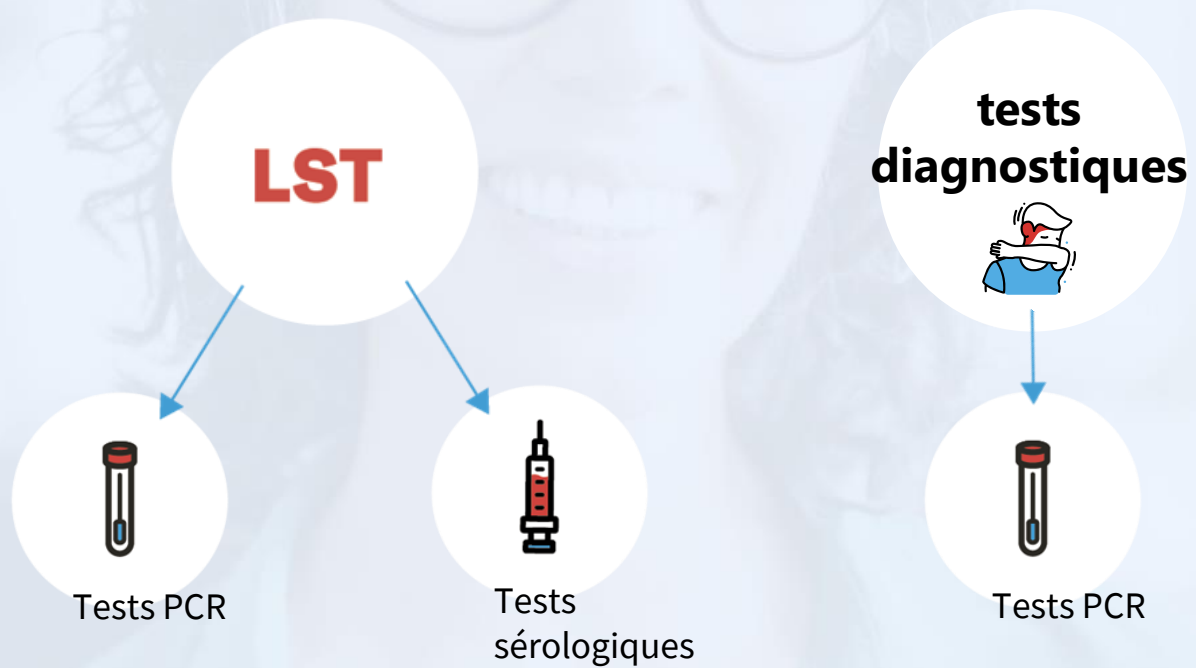 LST
tests
diagnostiques
Tests PCR
Tests
sérologiques
Tests PCR